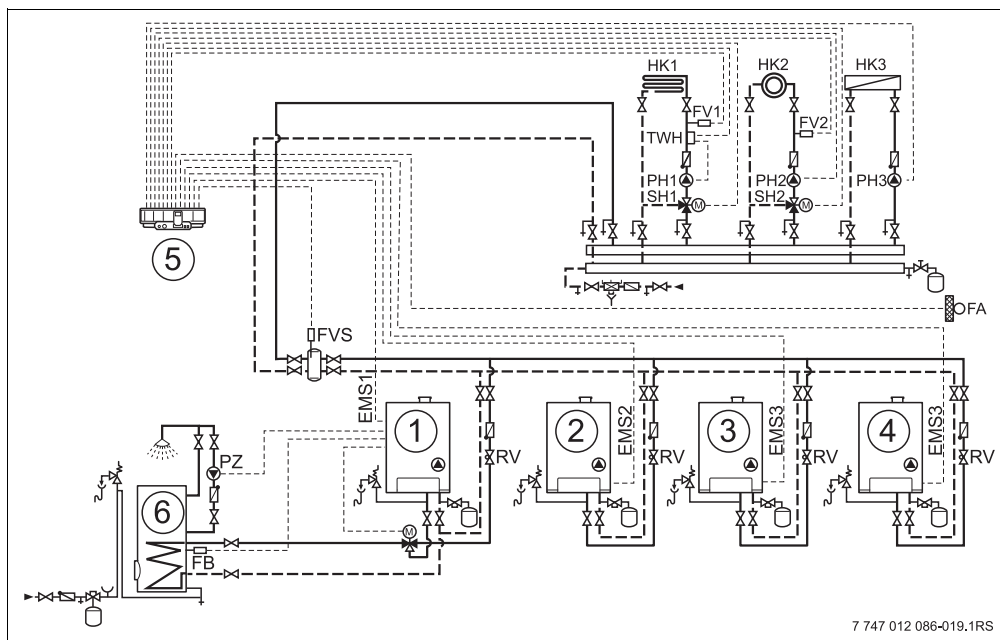 HK1 HK2 HK3
FV1
TWH FV2
PH1 PH2 PH3
SH1 M SH2 M
5
FA
FVS
EMS1 EMS2 EMS3 EMS3
1 2 3 4
PZ RV RV RV RV
6
M
FB
7 747 012 086-019.1RS